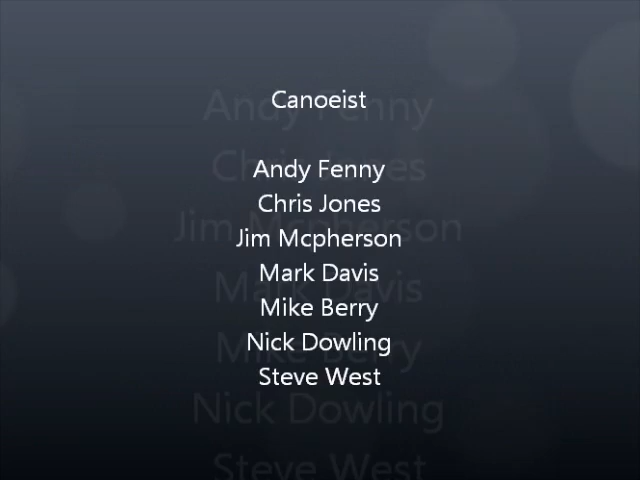 Canoeist
Andy Fenny
Chris Jones
Jim Mcpherson
Mark Davis
Mike Berry
Nick Dowling
Steve West